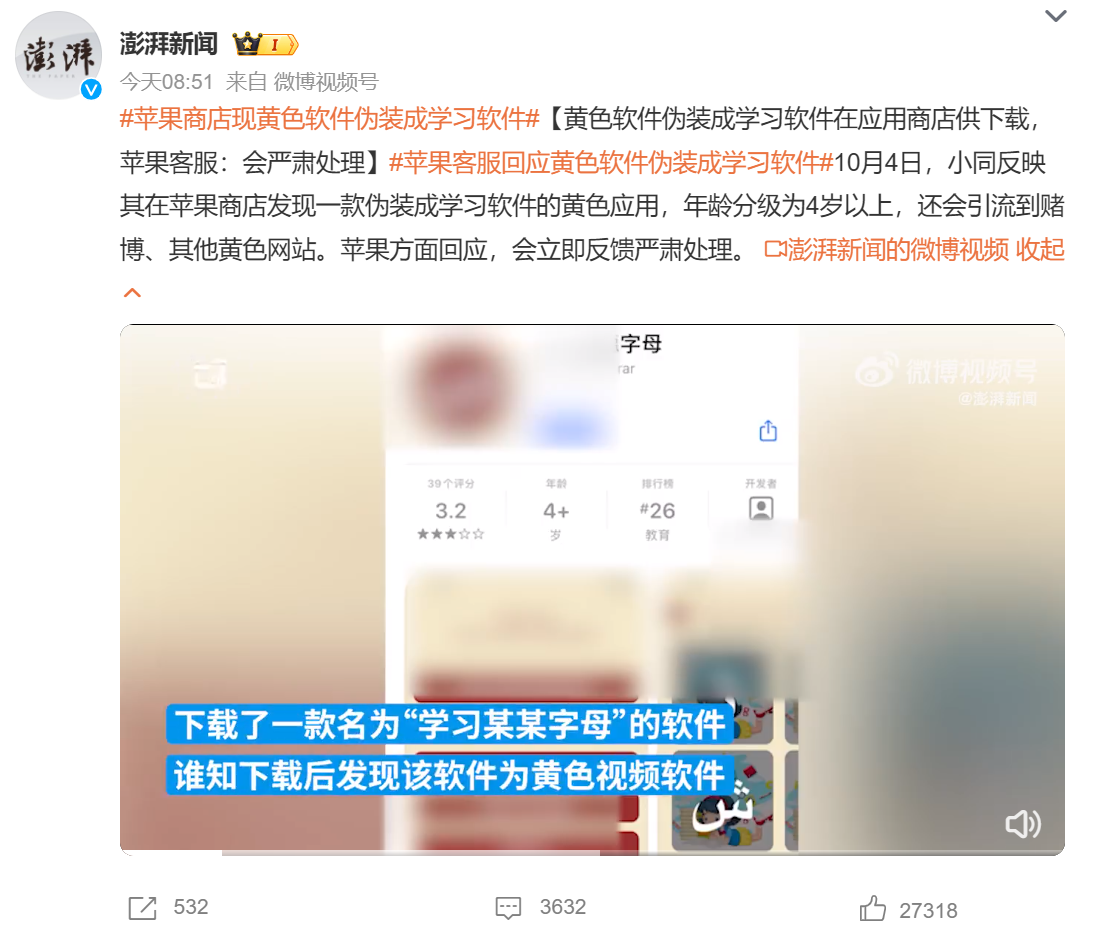 澎湃
澎湃新闻
I
V
今天08:51 来自 微博视频号
#苹果商店现黄色软件伪装成学习软件#【黄色软件伪装成学习软件在应用商店供下载，
苹果客服：会严肃处理】#苹果客服回应黄色软件伪装成学习软件#10月4日，小同反映
其在苹果商店发现一款伪装成学习软件的黄色应用，年龄分级为4岁以上，还会引流到赌
博、其他黄色网站。苹果方面回应，会立即反馈严肃处理。 澎湃新闻的微博视频 收起
字母
rar
微博视频号
@澎湃新闻
39个评分 年龄 排行榜 开发者
3.2 4+ #26
★★★☆☆ 岁 教育
下载了一款名为“学习某某字母”的软件
谁知下载后发现该软件为黄色视频软件
ش
532 3632 27318